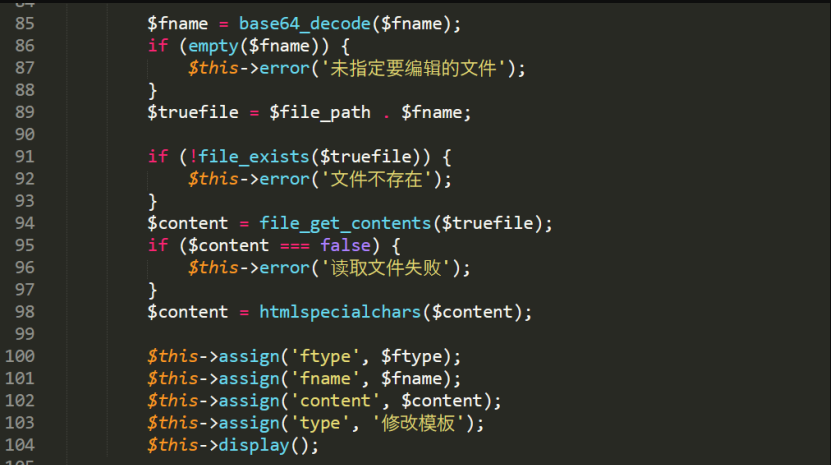 84
85 $fname = base64_decode($fname);
86 if (empty($fname)) {
87 $this->error('未指定要编辑的文件');
88 }
89 $truefile = $file_path . $fname;
90
91 if (!file_exists($truefile)) {
92 $this->error('文件不存在');
93 }
94 $content = file_get_contents($truefile);
95 if ($content === false) {
96 $this->error('读取文件失败');
97 }
98 $content = htmlspecialchars($content);
99
100 $this->assign('ftype', $ftype);
101 $this->assign('fname', $fname);
102 $this->assign('content', $content);
103 $this->assign('type', '修改模板');
104 $this->display();
105